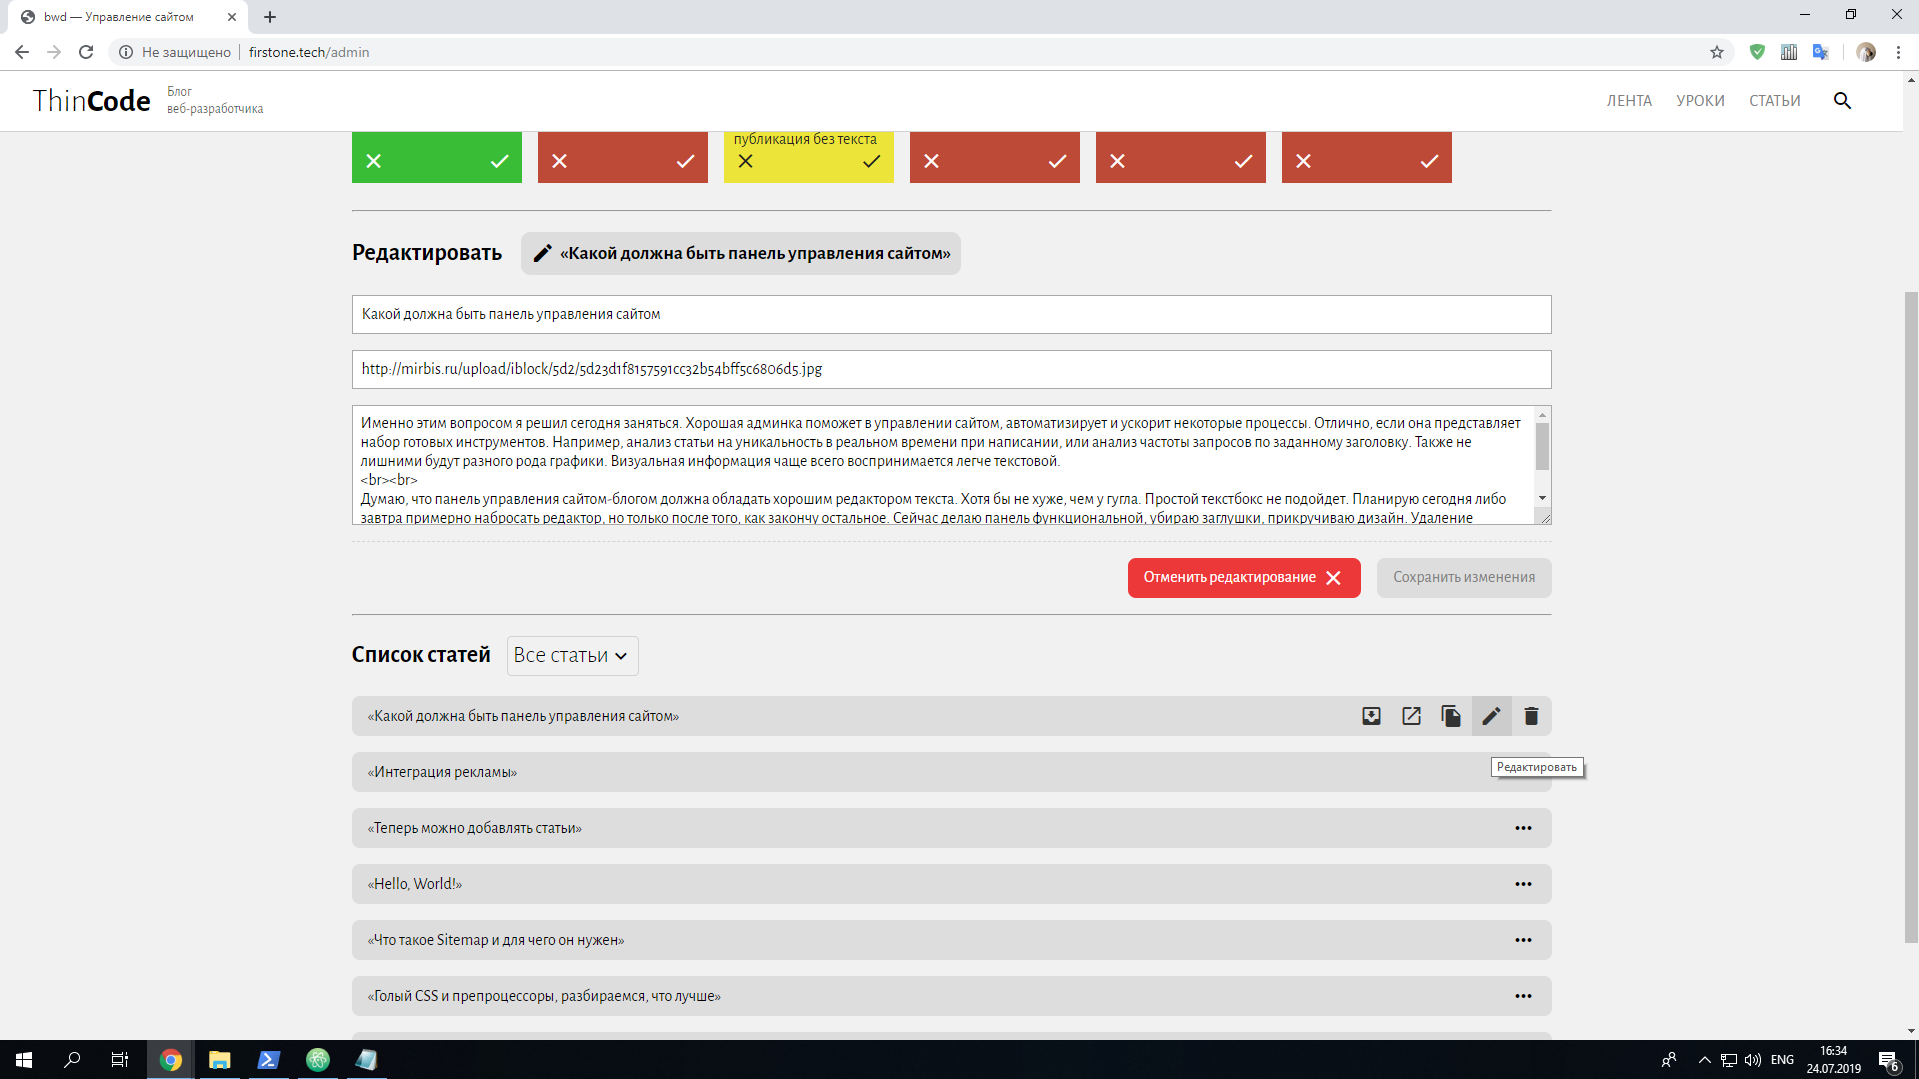 bwd — Управление сайтом
Не защищено
firstone.tech/admin
ThinCode
Блог
веб-разработчика
ЛЕНТА
УРОКИ
СТАТЬИ
публикация без текста
Редактировать
«Какой должна быть панель управления сайтом»
Какой должна быть панель управления сайтом
http://mirbis.ru/upload/iblock/5d2/5d23d1f8157591cc32b54bff5c6806d5.jpg
Именно этим вопросом я решил сегодня заняться. Хорошая админка поможет в управлении сайтом, автоматизирует и ускорит некоторые процессы. Отлично, если она представляет
набор готовых инструментов. Например, анализ статьи на уникальность в реальном времени при написании, или анализ частоты запросов по заданному заголовку. Также не
лишними будут разного рода графики. Визуальная информация чаще всего воспринимается легче текстовой.
<br><br>
Думаю, что панель управления сайтом-блогом должна обладать хорошим редактором текста. Хотя бы не хуже, чем у гугла. Простой текстбокс не подойдет. Планирую сегодня либо
завтра примерно набросать редактор, но только после того, как закончу остальное. Сейчас делаю панель функциональной, убираю заглушки, прикручиваю дизайн. Удаление
Отменить редактирование
Сохранить изменения
Список статей
Все статьи
«Какой должна быть панель управления сайтом»
«Интеграция рекламы»
Редактировать
«Теперь можно добавлять статьи»
«Hello, World!»
«Что такое Sitemap и для чего он нужен»
«Голый CSS и препроцессоры, разбираемся, что лучше»
ENG
16:34
24.07.2019
6